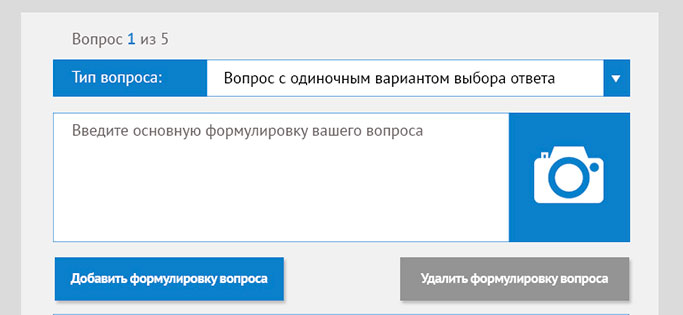 Вопрос 1 из 5
Тип вопроса: Вопрос с одиночным вариантом выбора ответа
Введите основную формулировку вашего вопроса
Добавить формулировку вопроса Удалить формулировку вопроса